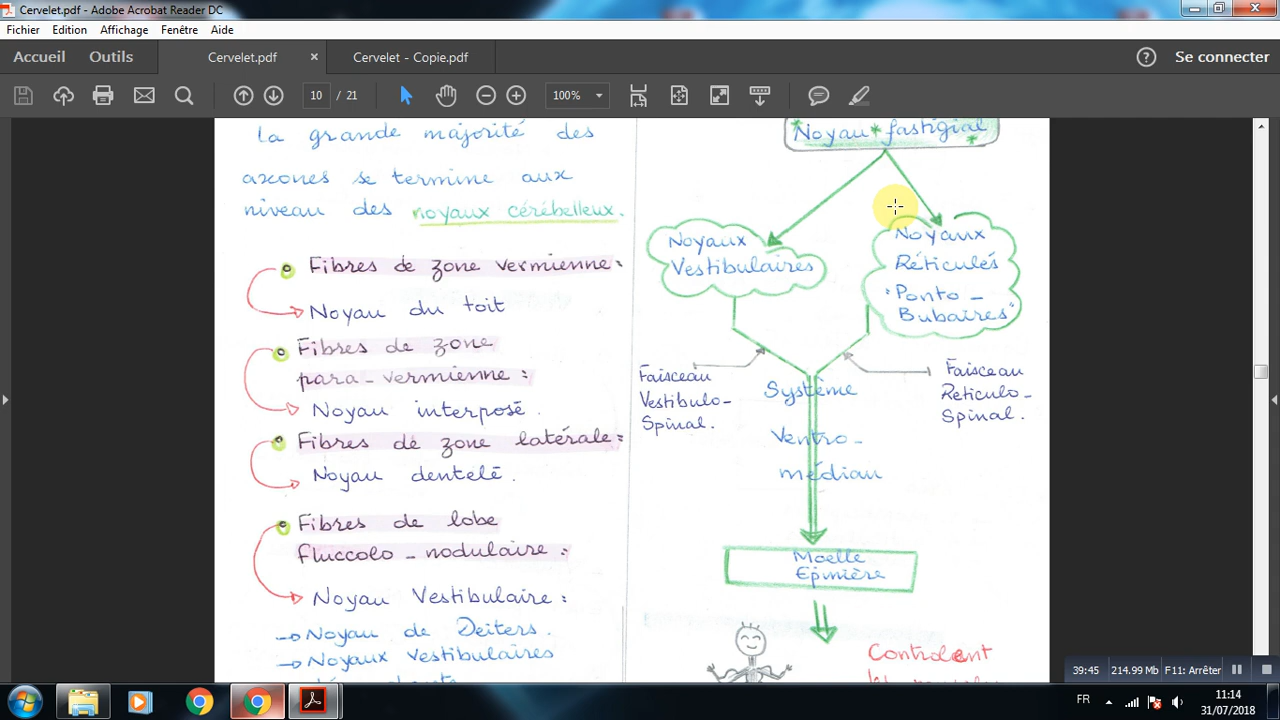 Cervelet.pdf - Adobe Acrobat Reader DC
Fichier Edition Affichage Fenêtre Aide
Accueil Outils Cervelet.pdf × Cervelet - Copie.pdf ? Se connecter
10 / 21 100%
la grande majorité des
axones se termine aux
niveau des noyaux cérébelleux.
Fibres de zone vermienne :
Noyau du toit
Fibres de zone
para-vermienne :
Noyau interposé.
Fibres de zone latérale :
Noyau dentelé.
Fibres de lobe
fluccolo-nodulaire :
Noyau Vestibulaire :
→ Noyau de Deiters.
→ Noyaux Vestibulaires
*Noyau* fastigial*
Noyaux
Vestibulaires
Noyaux
Réticulés
"Ponto-
Bubaires"
Faisceau
Vestibulo-
Spinal.
Système
Ventro-
médian
Faisceau
Réticulo-
Spinal.
Moelle
Epinière
Controlent
39:45 214.99 Mb F11: Arrêter
FR 11:14
31/07/2018